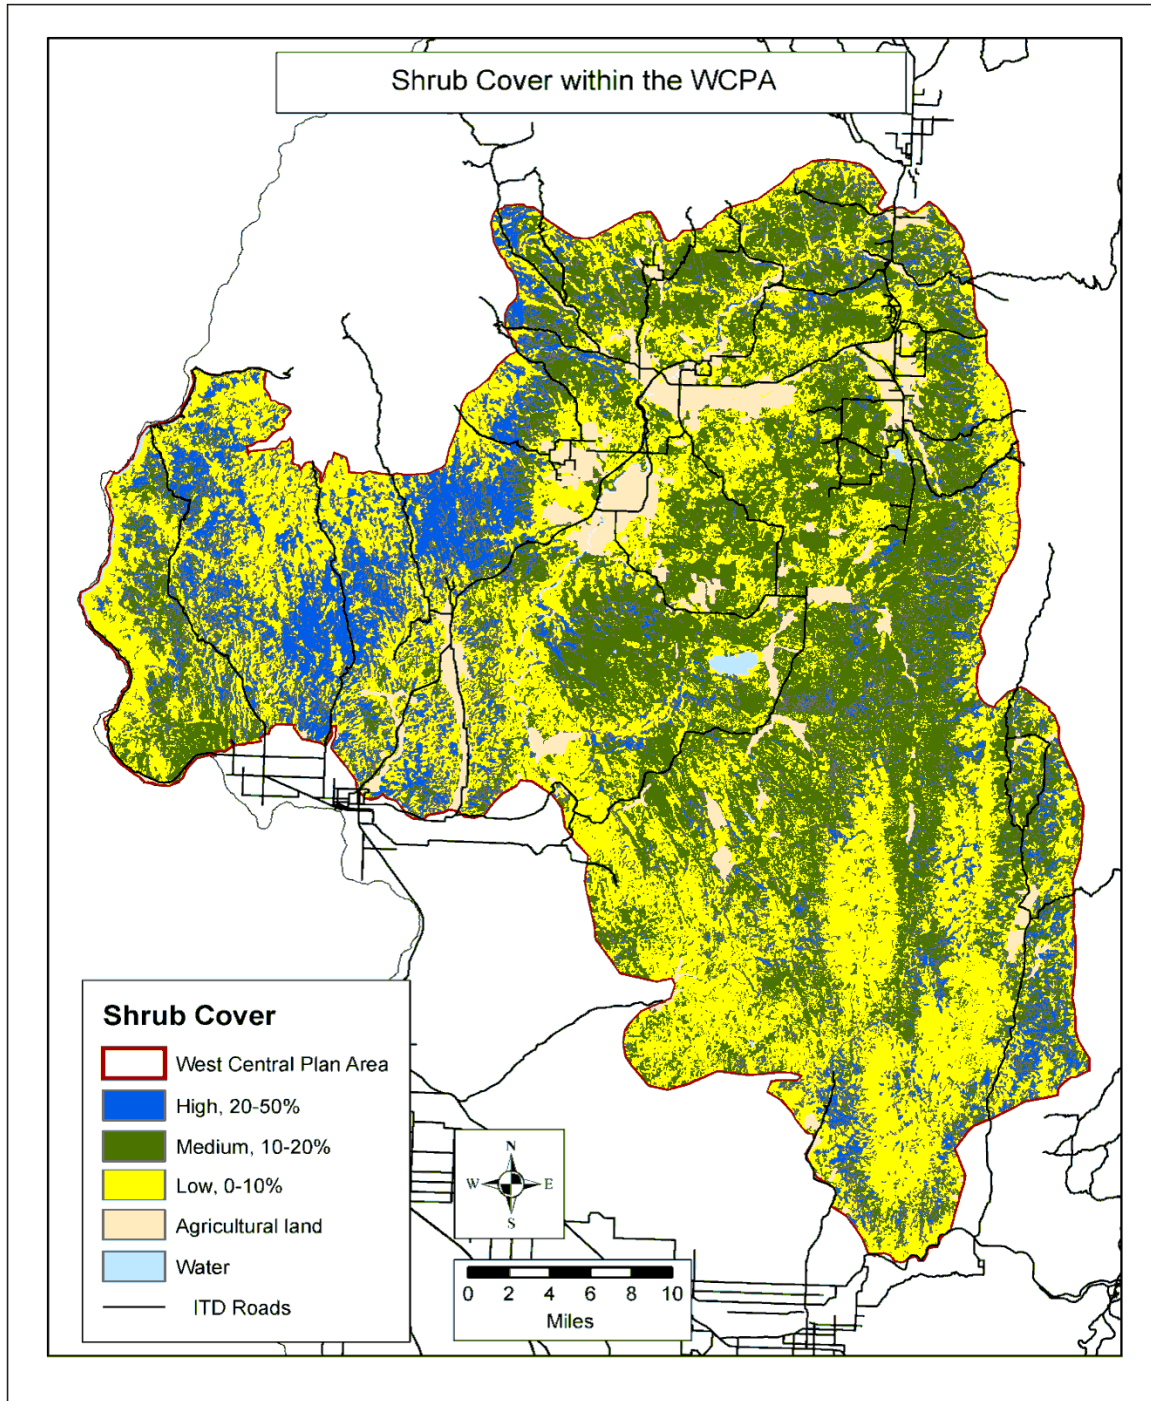 Shrub Cover within the WCPA
Shrub Cover
West Central Plan Area
High, 20-50%
Medium, 10-20%
Low, 0-10%
Agricultural land
Water
ITD Roads
N
W E
S
0 2 4 6 8 10
Miles